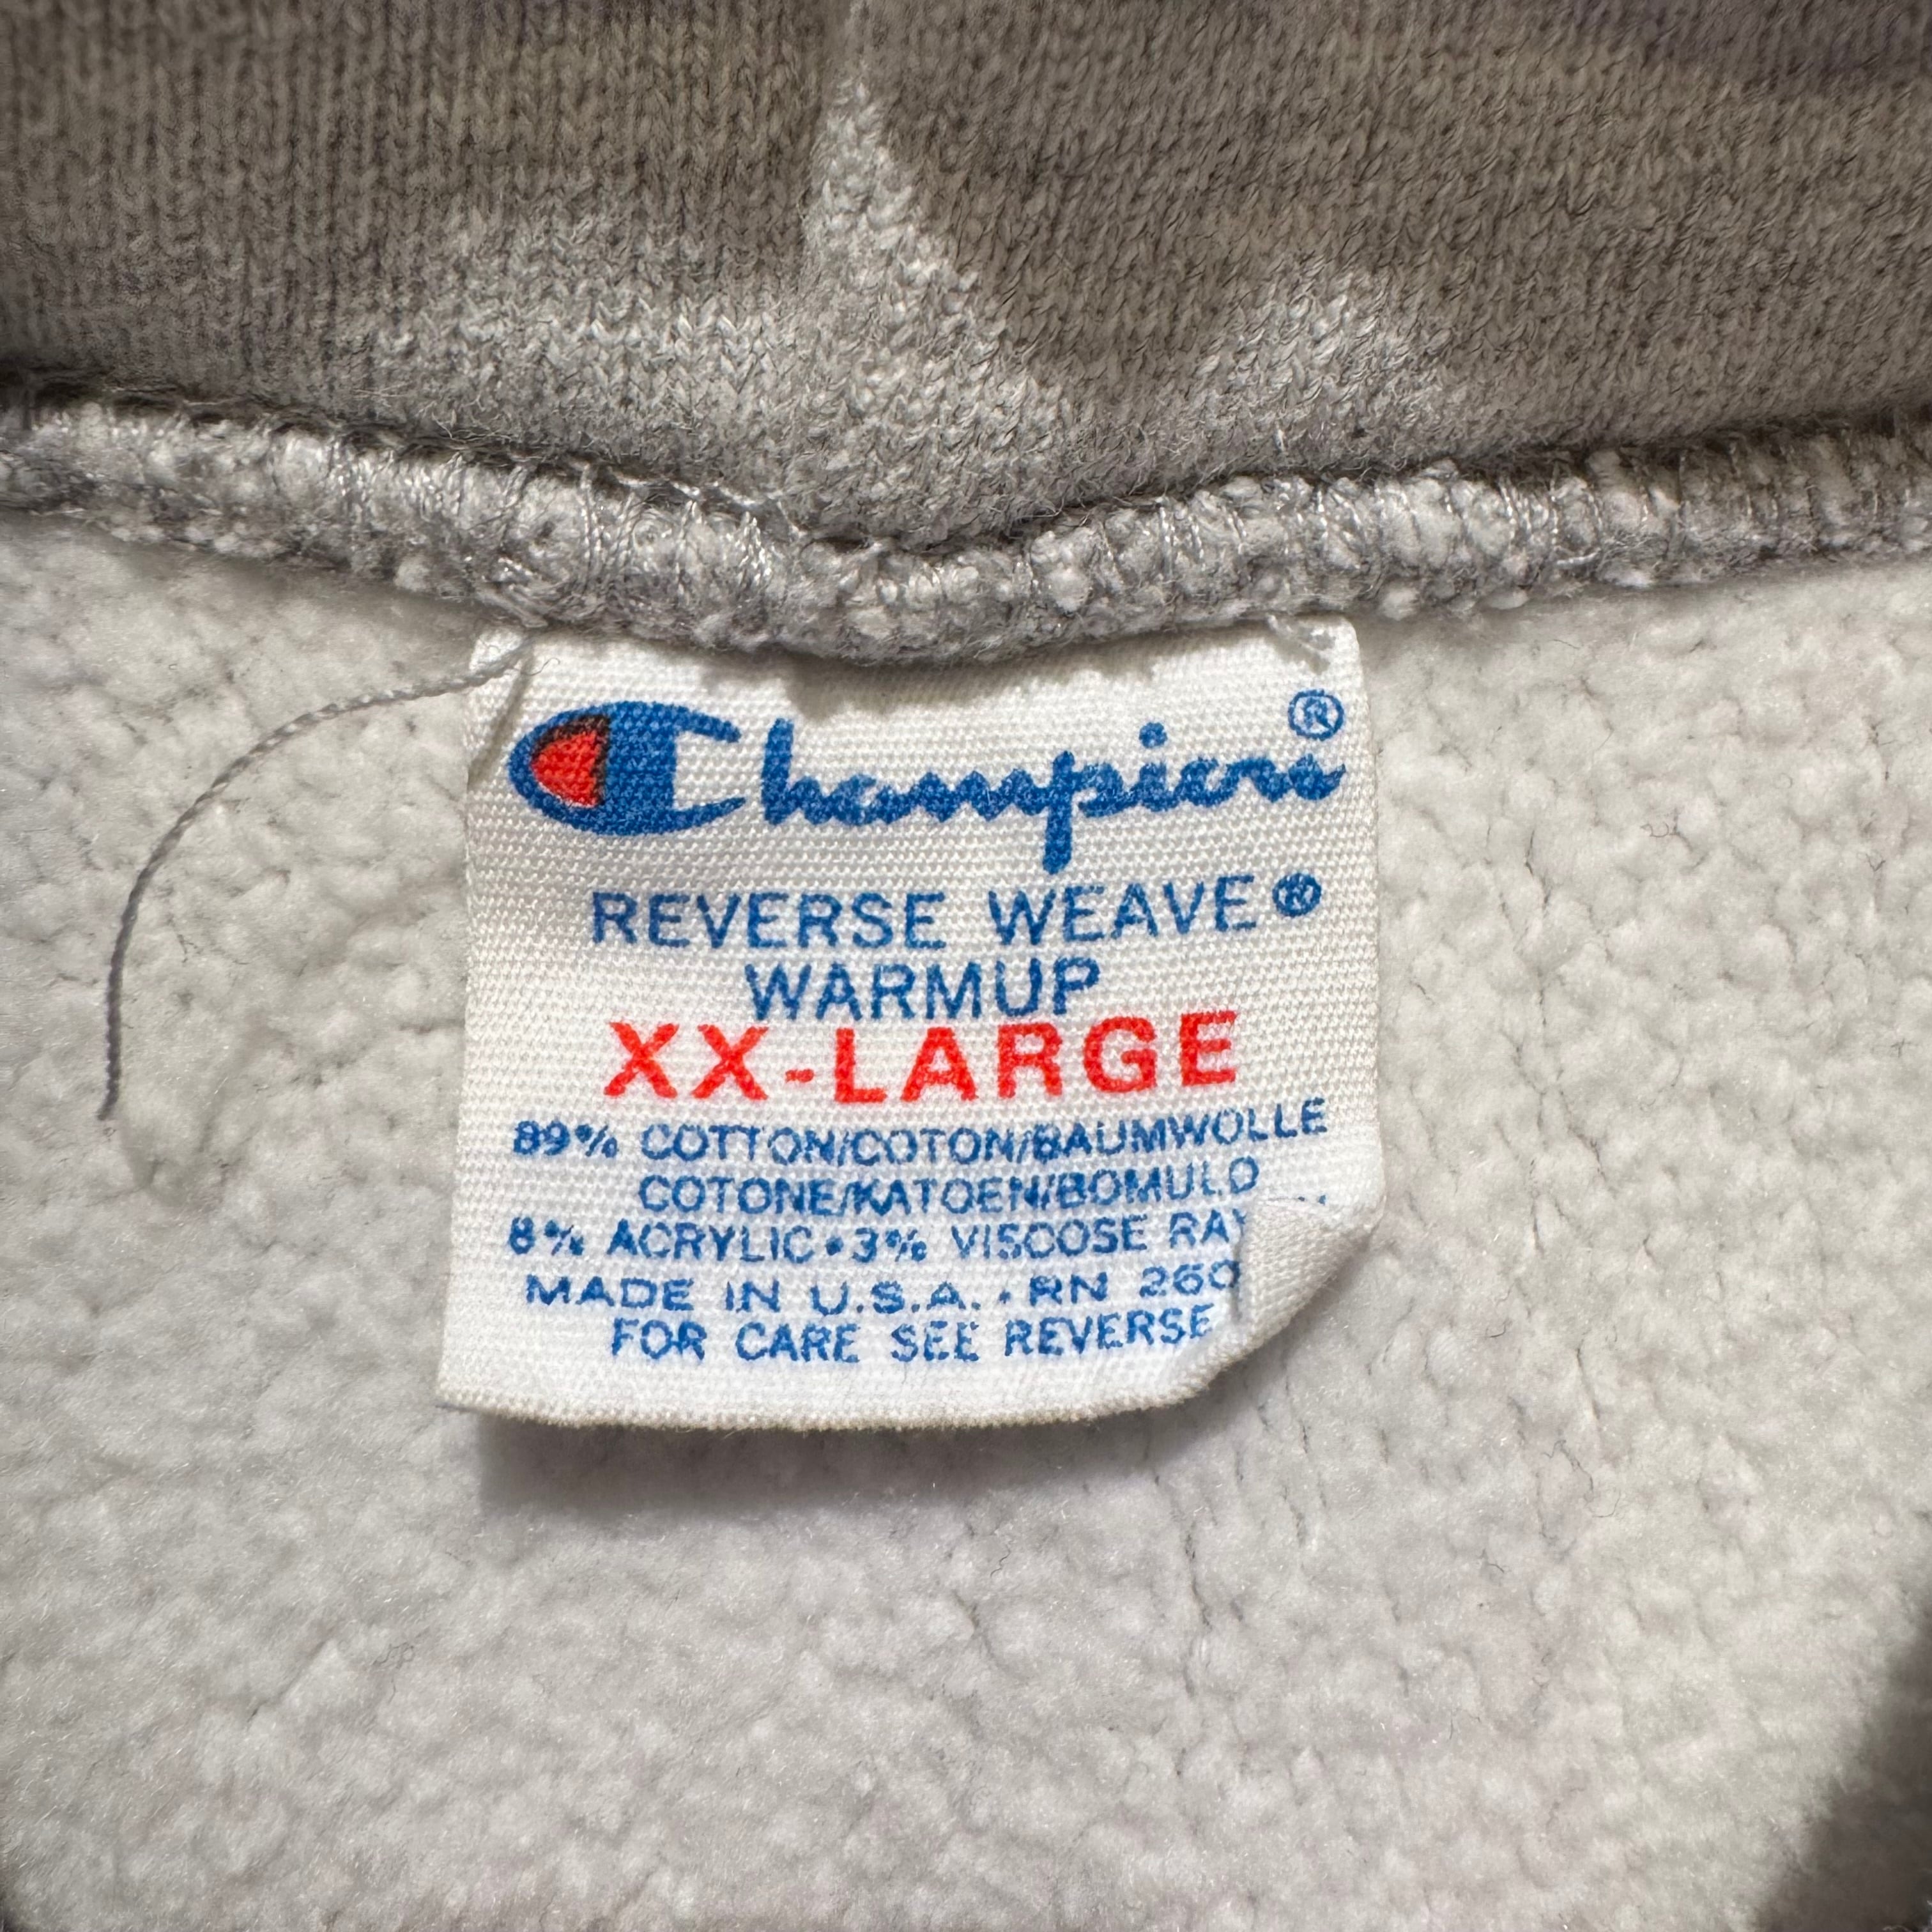 Champion®
REVERSE WEAVE®
WARMUP
XX-LARGE
89% COTTON/COTON/BAUMWOLLE
COTONE/KATOEN/BOMULD
8% ACRYLIC•3% VISCOSE
MADE IN U.S.A. • RN
FOR CARE SEE REVERSE